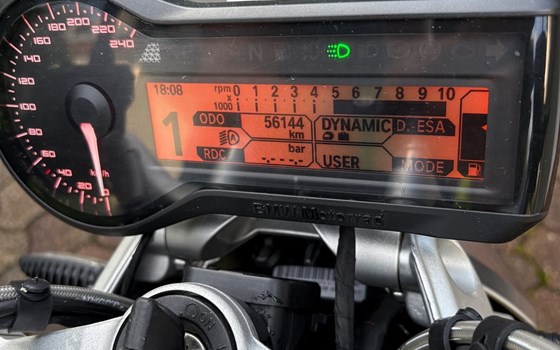 240
220
200
180
160
140
120
100
80
60
40
20
0
km/h
N
18:08
rpm
x
1000
0 1 2 3 4 5 6 7 8 9 10
1
ODO
56144
km
DYNAMIC
D-ESA
RDC
bar
--.-
USER
MODE
BMW Motorrad
ON